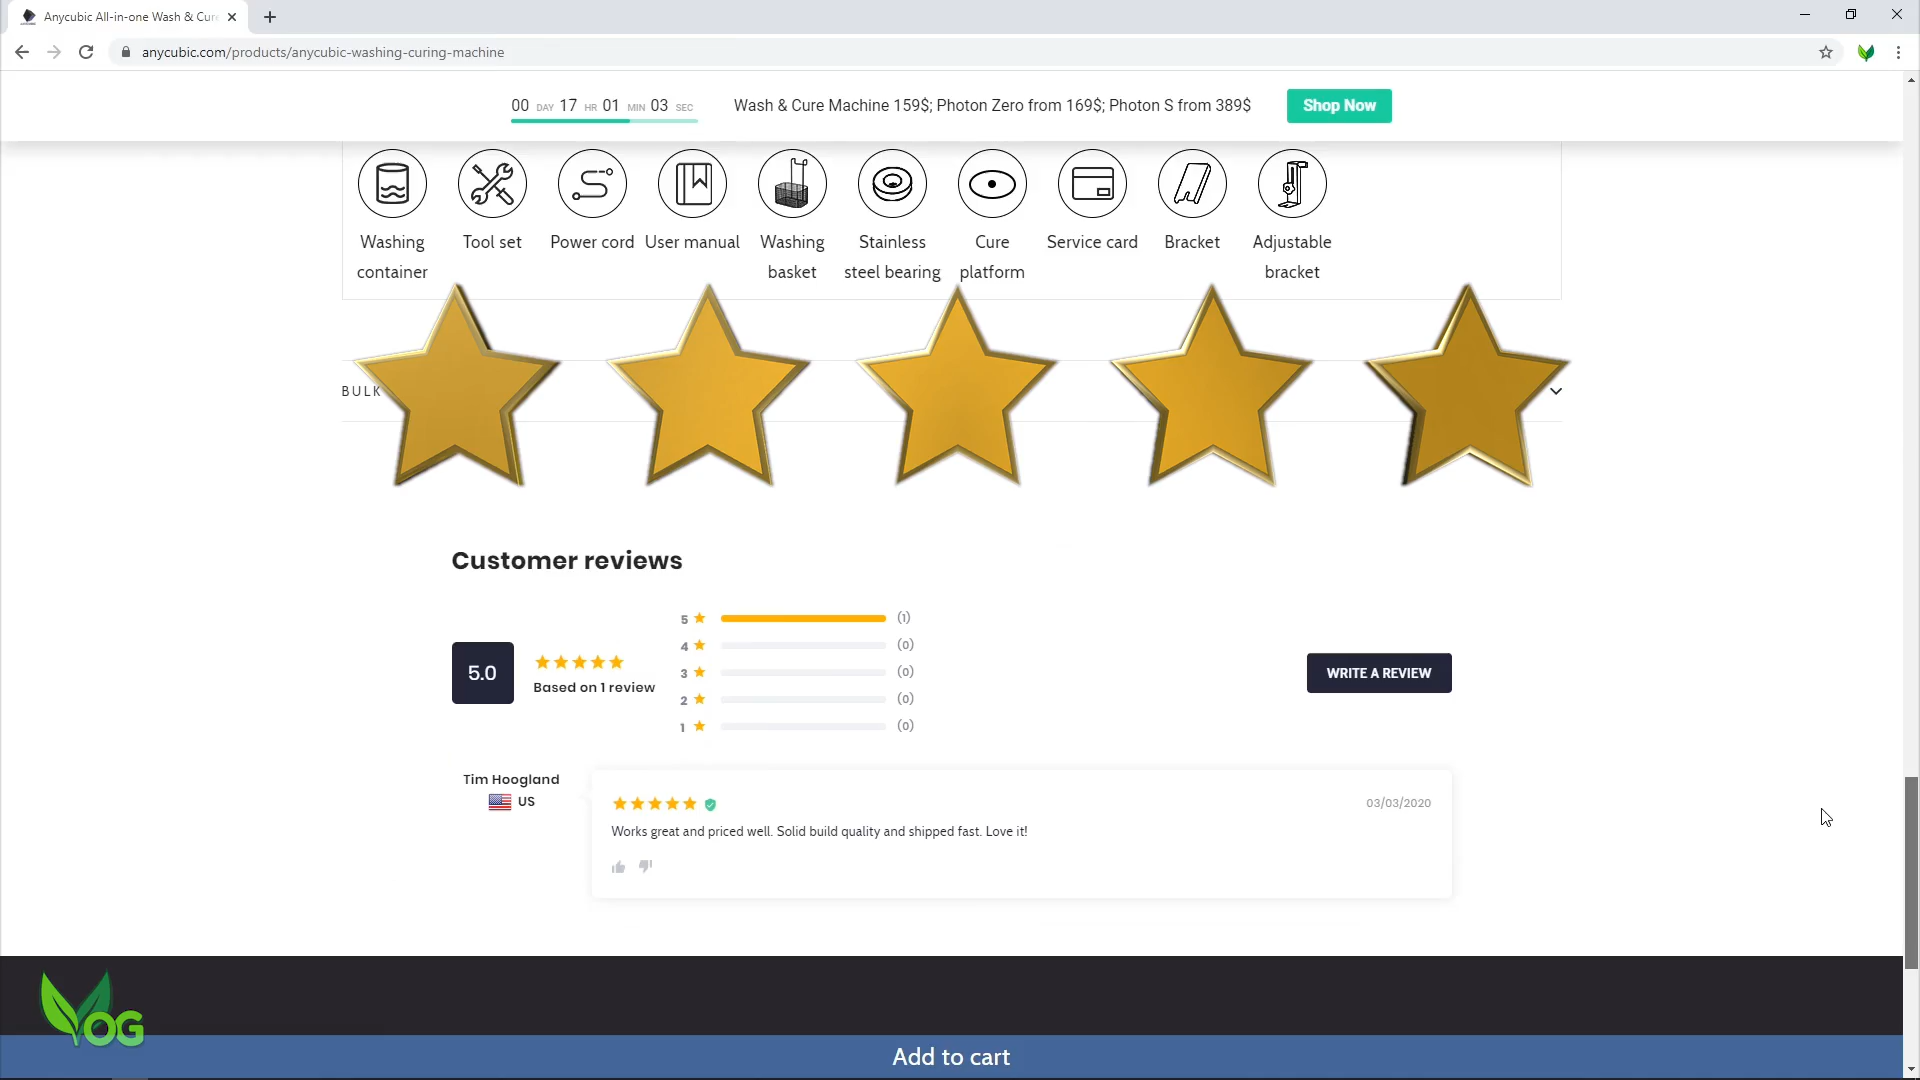 Anycubic All-in-one Wash & Cure
anycubic.com/products/anycubic-washing-curing-machine
00 DAY 17 HR 01 MIN 03 SEC
Wash & Cure Machine 159$; Photon Zero from 169$; Photon S from 389$
Shop Now
Washing container
Tool set
Power cord
User manual
Washing basket
Stainless steel bearing
Cure platform
Service card
Bracket
Adjustable bracket
BULK
Customer reviews
5.0
Based on 1 review
5 (1)
4 (0)
3 (0)
2 (0)
1 (0)
WRITE A REVIEW
Tim Hoogland
US
03/03/2020
Works great and priced well. Solid build quality and shipped fast. Love it!
VOG
Add to cart